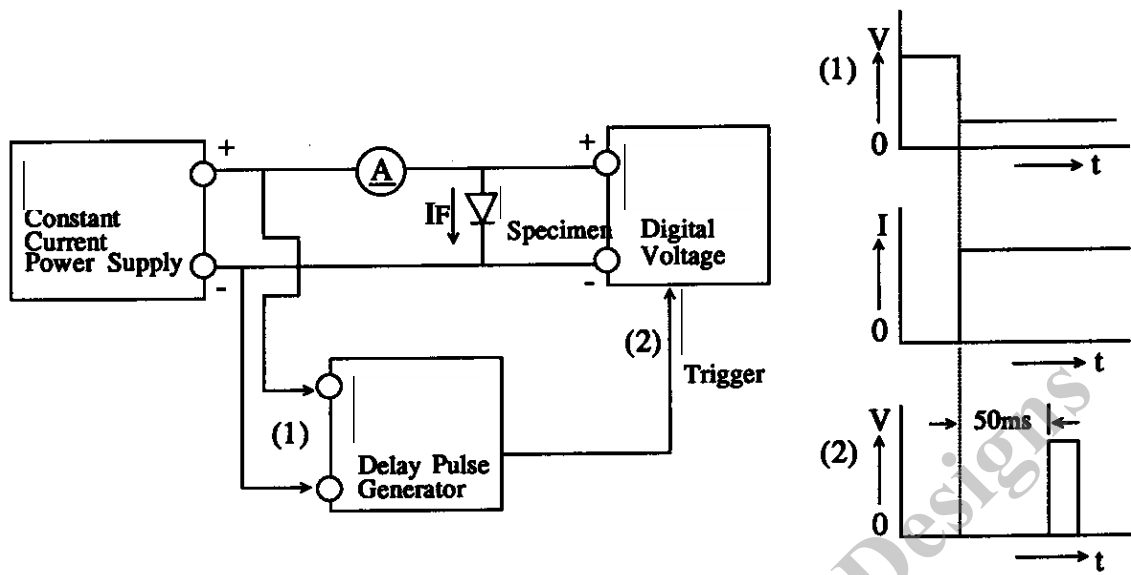 +
A
IF
Specimen
Constant
Current
Power Supply
-
+
Digital
Voltage
-
(1)
Delay Pulse
Generator
(2)
Trigger
V
(1)
0
t
I
0
t
V
50ms
(2)
0
t
Designs